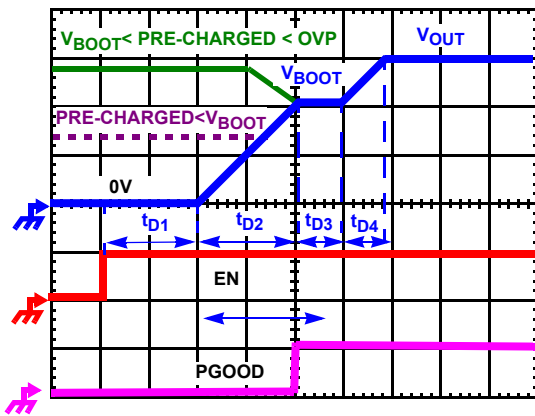 VBOOT< PRE-CHARGED < OVP
VOUT
VBOOT
PRE-CHARGED<VBOOT
0V
tD1 tD2 tD3 tD4
EN
PGOOD